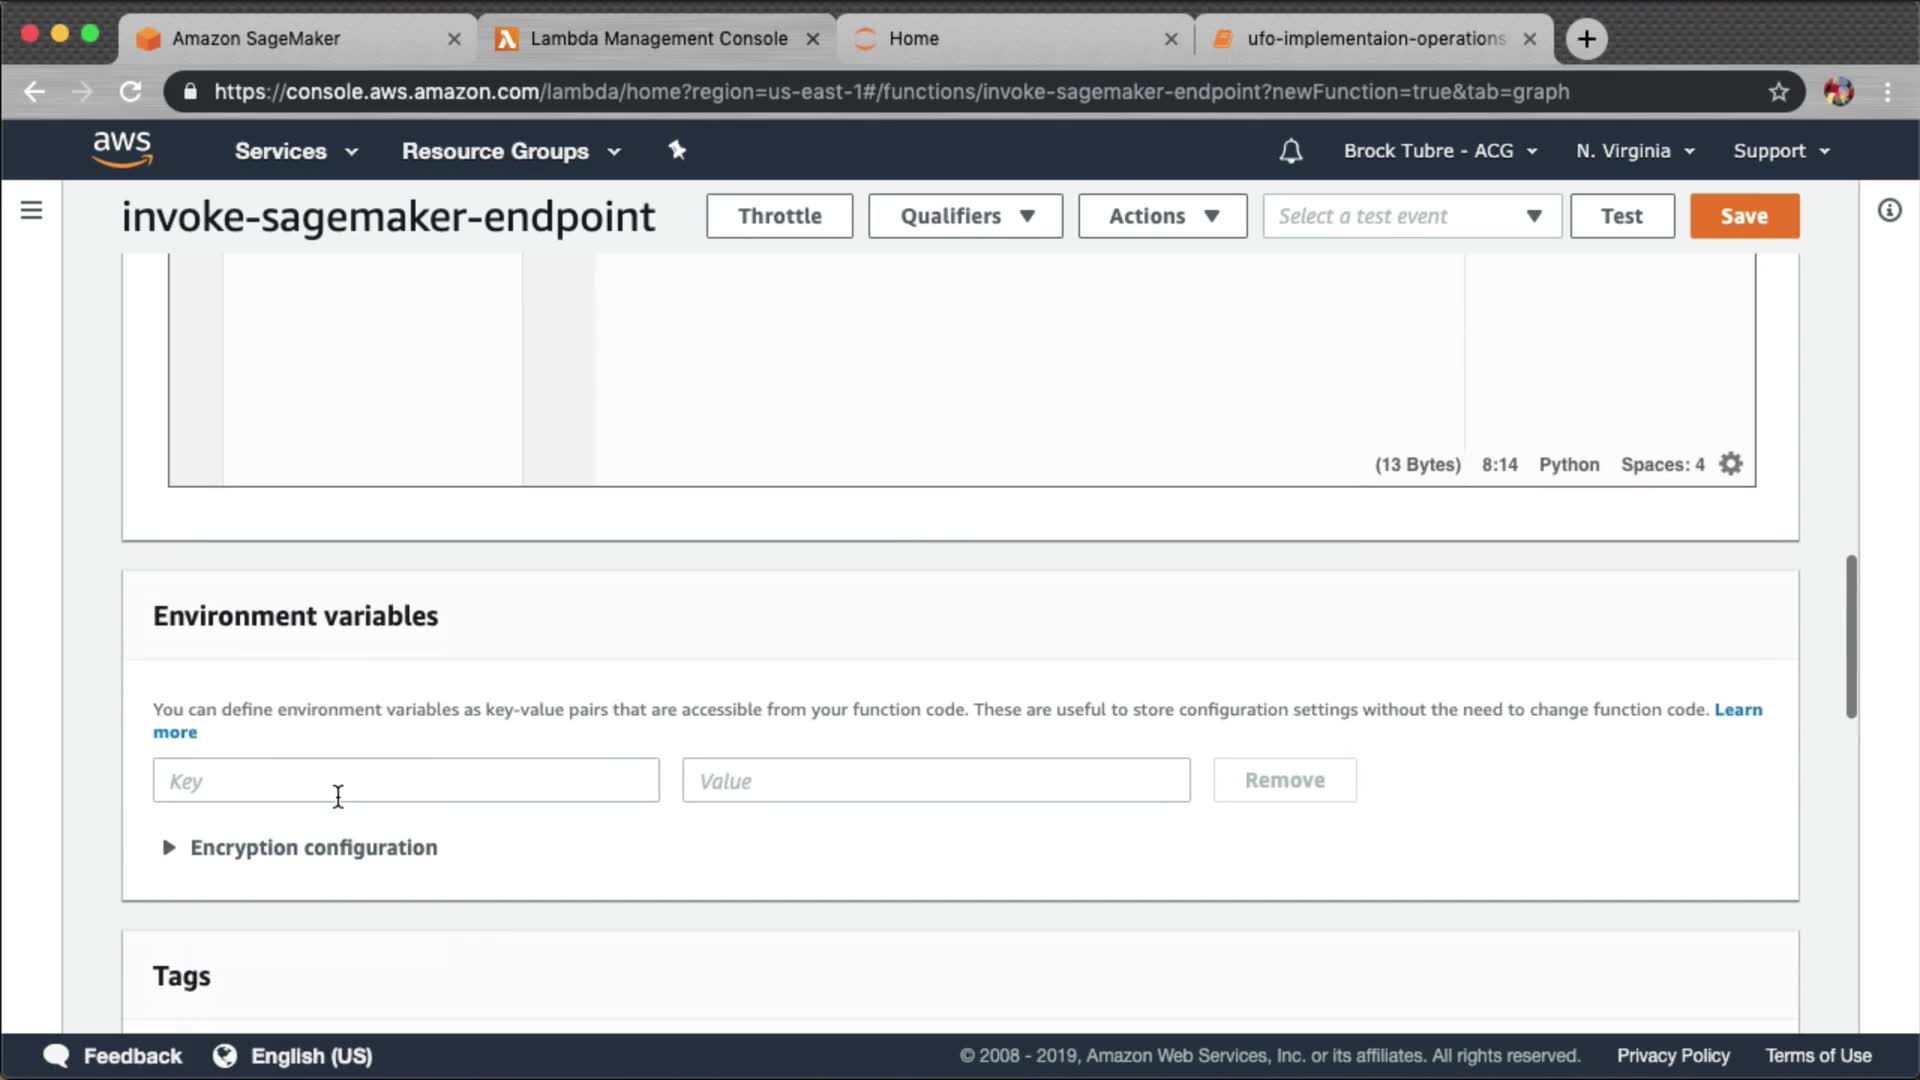 Amazon SageMaker
Lambda Management Console
Home
ufo-implementaion-operations
https://console.aws.amazon.com/lambda/home?region=us-east-1#/functions/invoke-sagemaker-endpoint?newFunction=true&tab=graph
aws
Services
Resource Groups
Brock Tubre - ACG
N. Virginia
Support
invoke-sagemaker-endpoint
Throttle
Qualifiers
Actions
Select a test event
Test
Save
(13 Bytes) 8:14 Python Spaces: 4
Environment variables
You can define environment variables as key-value pairs that are accessible from your function code. These are useful to store configuration settings without the need to change function code. Learn
more
Key
Value
Remove
Encryption configuration
Tags
Feedback
English (US)
© 2008 - 2019, Amazon Web Services, Inc. or its affiliates. All rights reserved.
Privacy Policy
Terms of Use